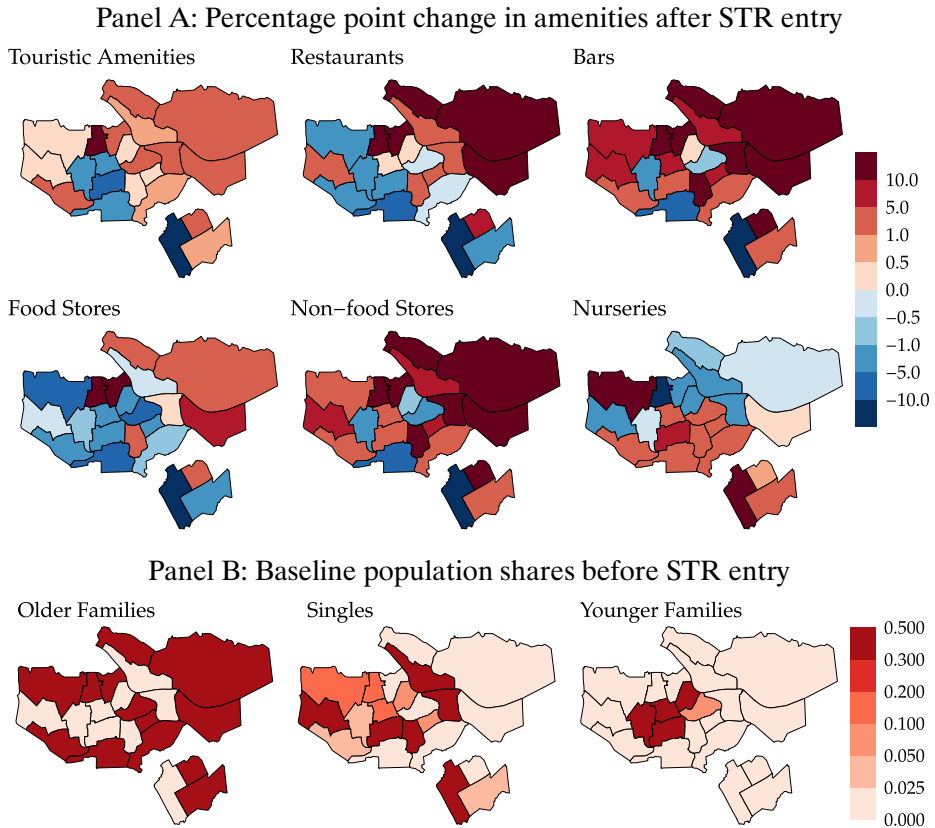 Panel A: Percentage point change in amenities after STR entry
Touristic Amenities
Restaurants
Bars
10.0
5.0
1.0
0.5
0.0
−0.5
−1.0
−5.0
−10.0
Food Stores
Non−food Stores
Nurseries
Panel B: Baseline population shares before STR entry
Older Families
Singles
Younger Families
0.500
0.300
0.200
0.100
0.050
0.025
0.000